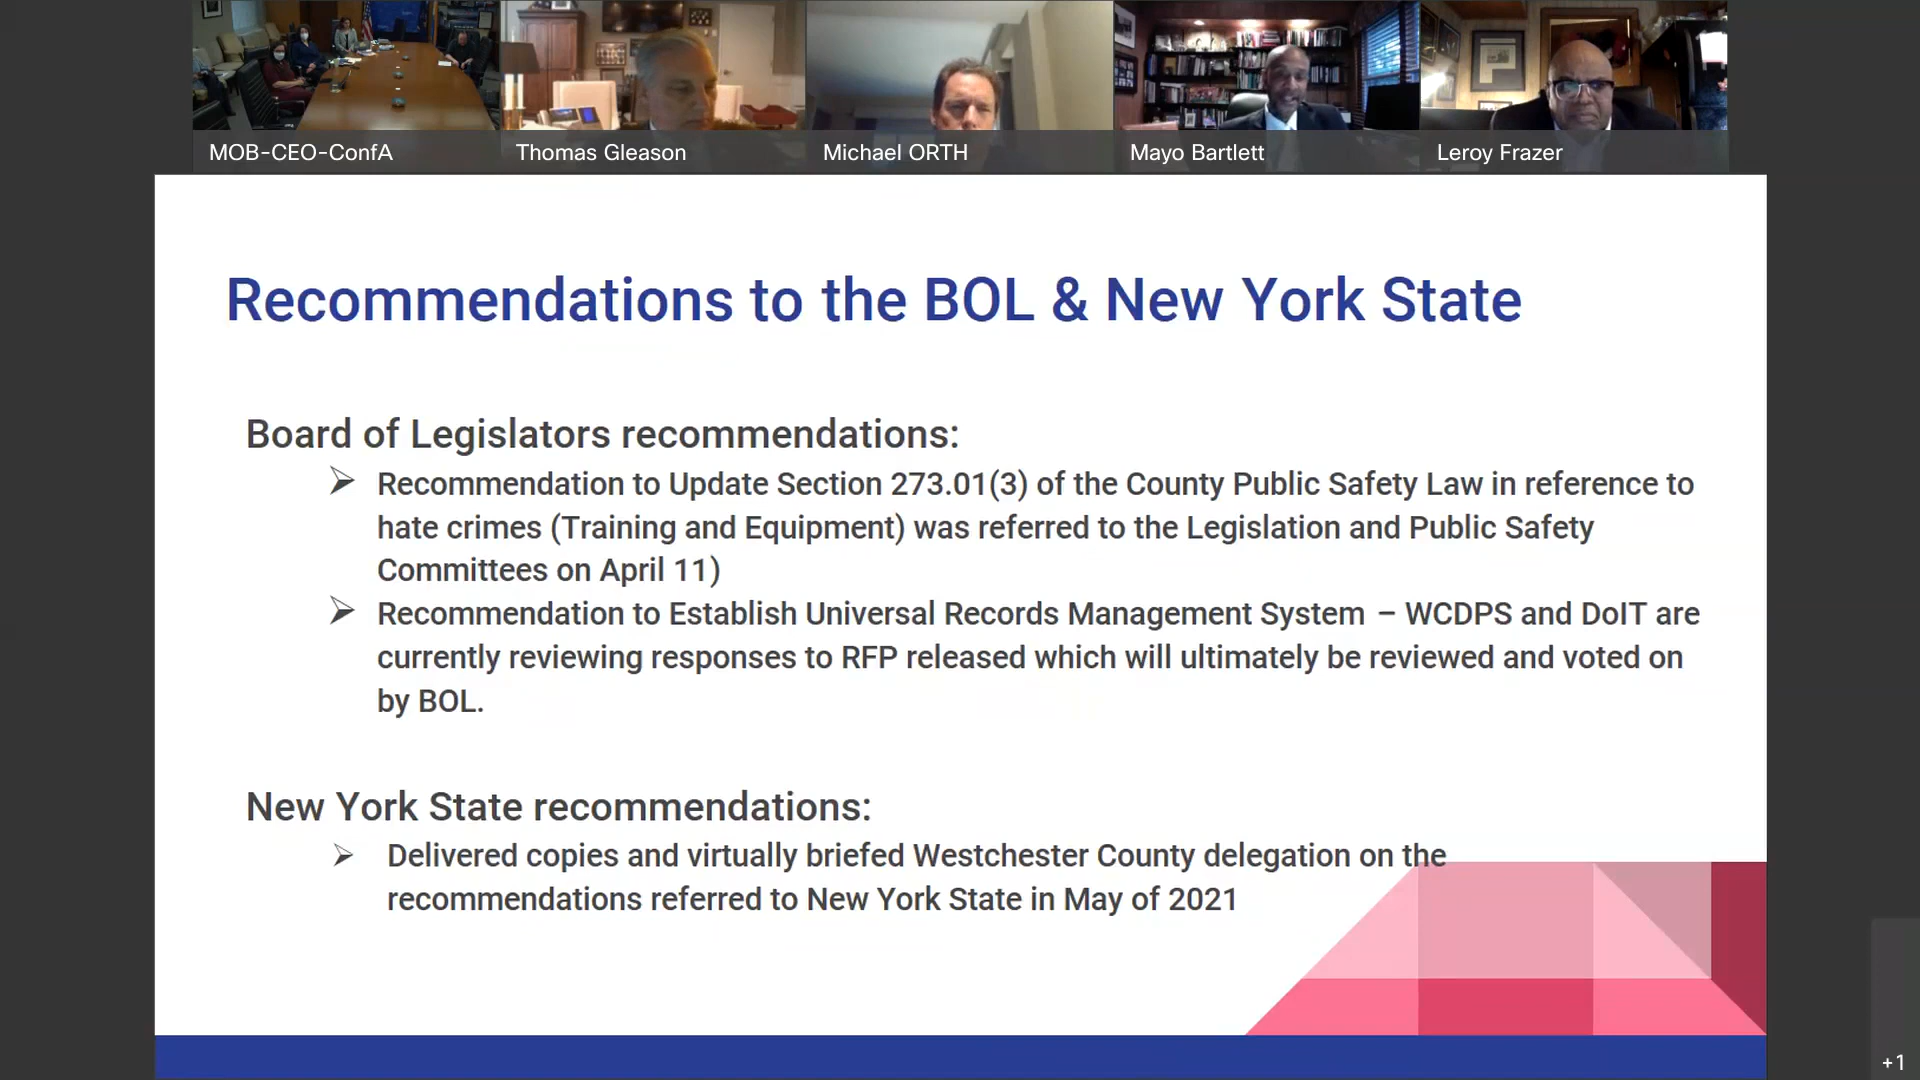 MOB-CEO-ConfA
Thomas Gleason
Michael ORTH
Mayo Bartlett
Leroy Frazer
Recommendations to the BOL & New York State
Board of Legislators recommendations:
➢ Recommendation to Update Section 273.01(3) of the County Public Safety Law in reference to
hate crimes (Training and Equipment) was referred to the Legislation and Public Safety
Committees on April 11)
➢ Recommendation to Establish Universal Records Management System – WCDPS and DoIT are
currently reviewing responses to RFP released which will ultimately be reviewed and voted on
by BOL.
New York State recommendations:
➢ Delivered copies and virtually briefed Westchester County delegation on the
recommendations referred to New York State in May of 2021
+1